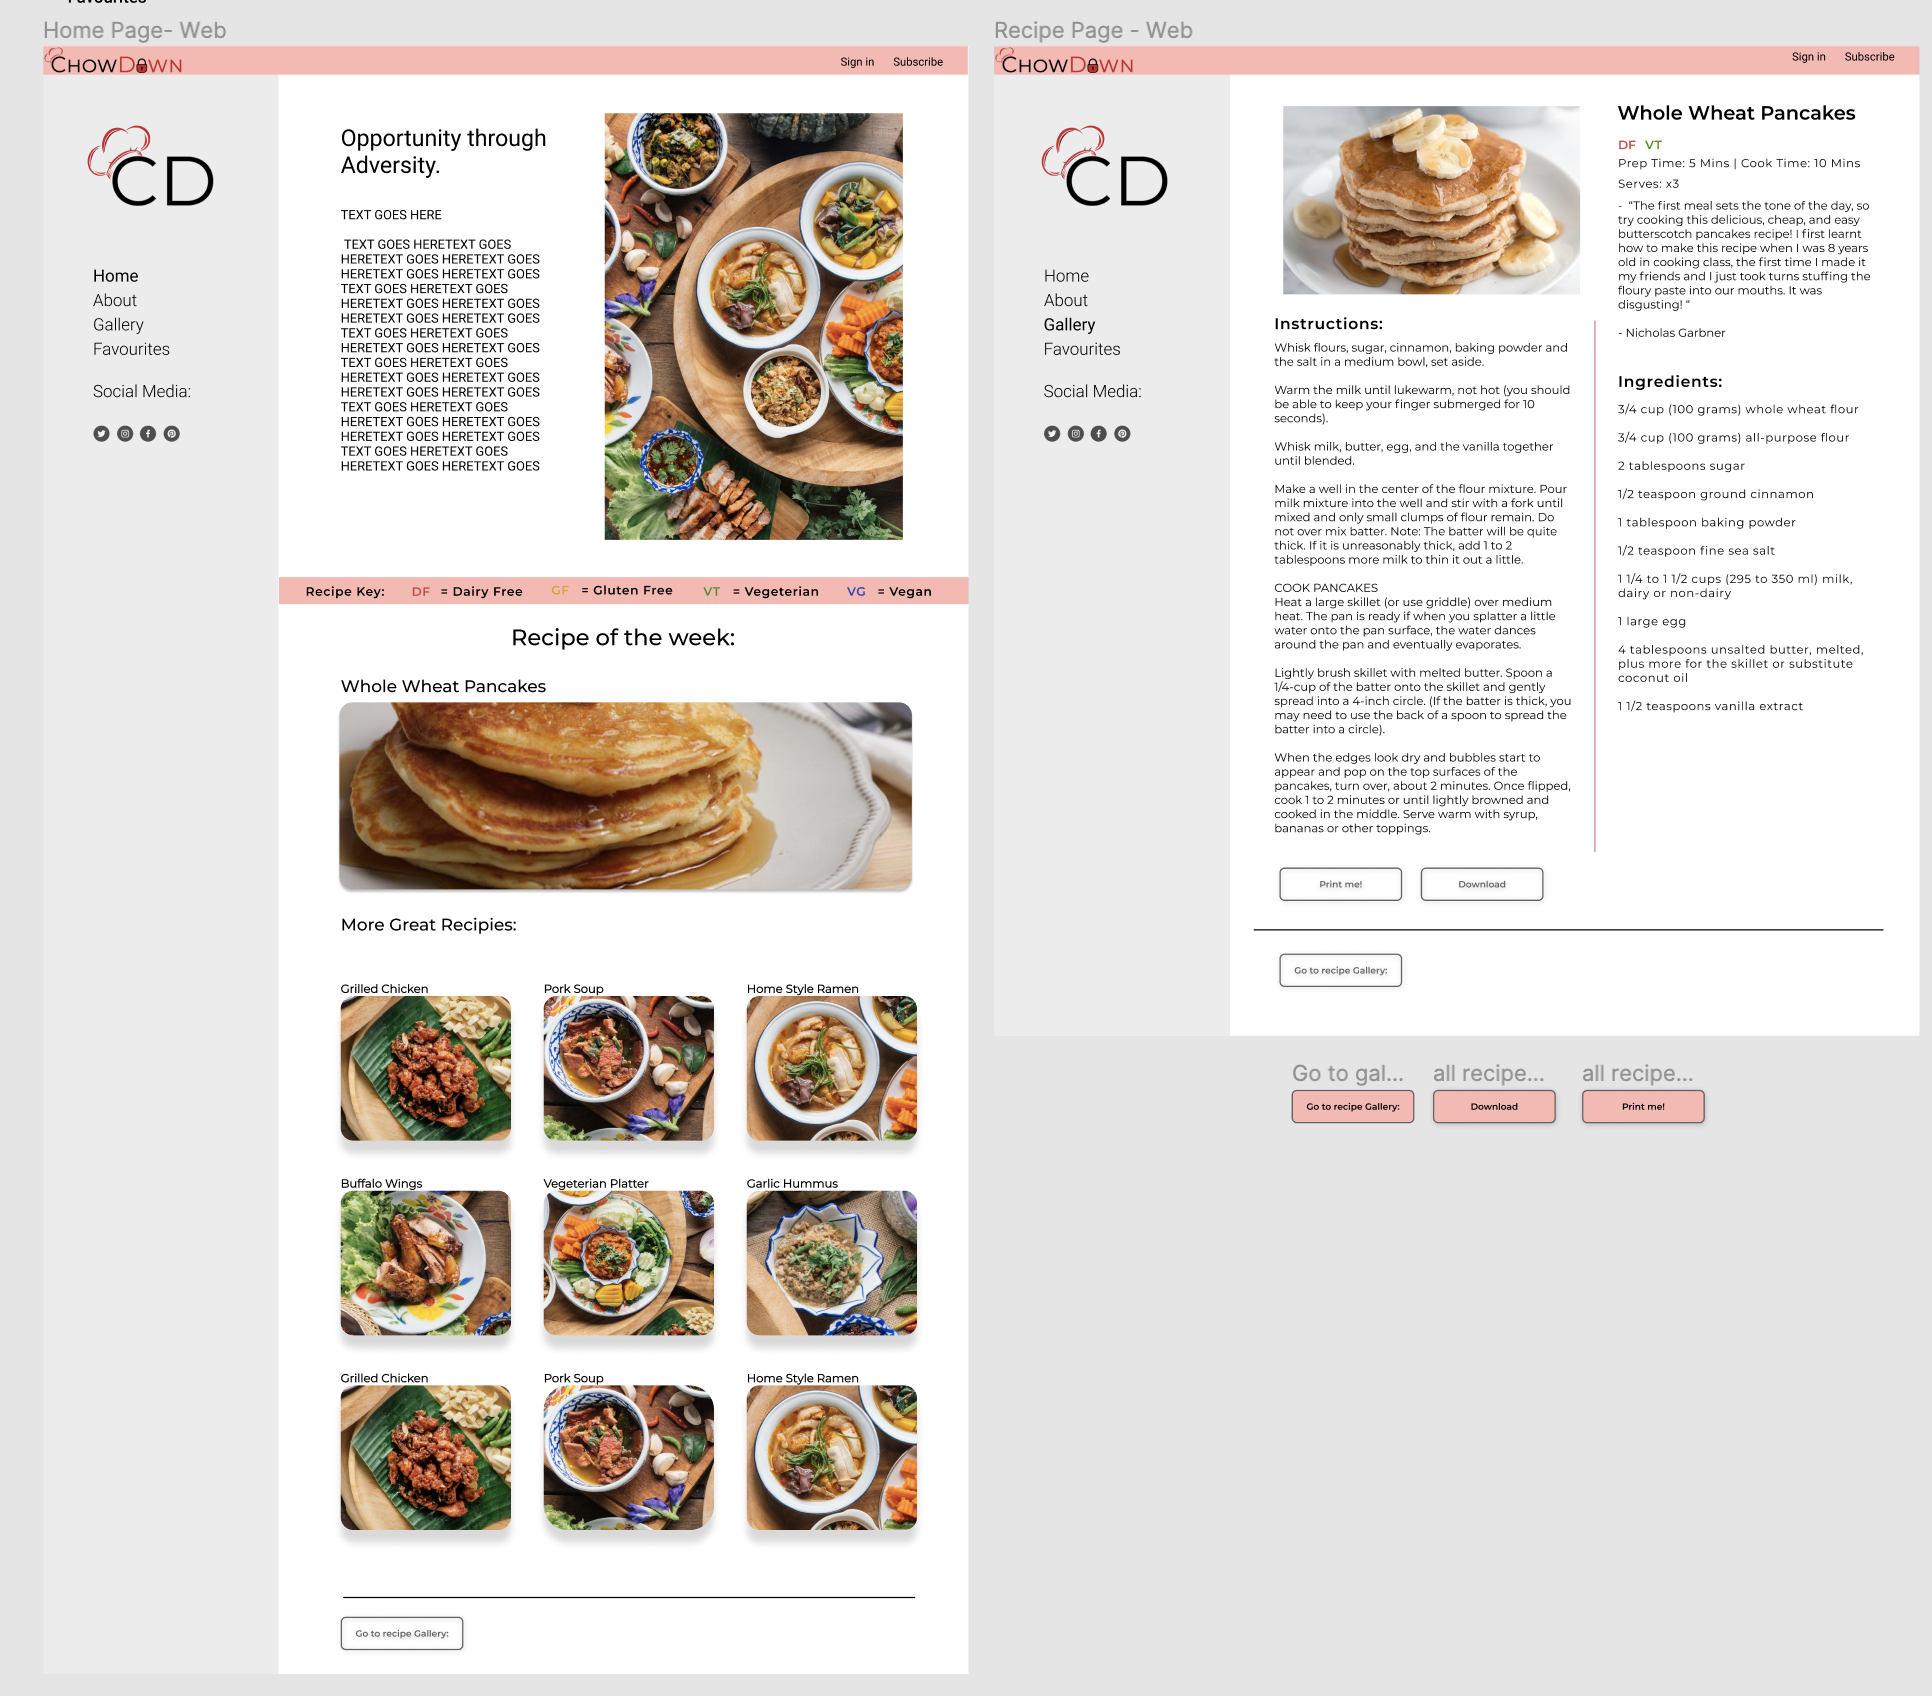 Favourites
Home Page- Web
CHOWDOWN
Sign in Subscribe
CD
Home
About
Gallery
Favourites
Social Media:
Opportunity through
Adversity.
TEXT GOES HERE
TEXT GOES HERETEXT GOES
HERETEXT GOES HERETEXT GOES
HERETEXT GOES HERETEXT GOES
TEXT GOES HERETEXT GOES
HERETEXT GOES HERETEXT GOES
HERETEXT GOES HERETEXT GOES
TEXT GOES HERETEXT GOES
HERETEXT GOES HERETEXT GOES
TEXT GOES HERETEXT GOES
HERETEXT GOES HERETEXT GOES
HERETEXT GOES HERETEXT GOES
TEXT GOES HERETEXT GOES
HERETEXT GOES HERETEXT GOES
HERETEXT GOES HERETEXT GOES
TEXT GOES HERETEXT GOES
HERETEXT GOES HERETEXT GOES
Recipe Key: DF = Dairy Free GF = Gluten Free VT = Vegeterian VG = Vegan
Recipe of the week:
Whole Wheat Pancakes
More Great Recipies:
Grilled Chicken Pork Soup Home Style Ramen
Buffalo Wings Vegeterian Platter Garlic Hummus
Grilled Chicken Pork Soup Home Style Ramen
Go to recipe Gallery:
Recipe Page - Web
CHOWDOWN
Sign in Subscribe
CD
Home
About
Gallery
Favourites
Social Media:
Whole Wheat Pancakes
DF VT
Prep Time: 5 Mins | Cook Time: 10 Mins
Serves: x3
- “The first meal sets the tone of the day, so
try cooking this delicious, cheap, and easy
butterscotch pancakes recipe! I first learnt
how to make this recipe when I was 8 years
old in cooking class, the first time I made it
my friends and I just took turns stuffing the
floury paste into our mouths. It was
disgusting! “
- Nicholas Garbner
Instructions:
Whisk flours, sugar, cinnamon, baking powder and
the salt in a medium bowl, set aside.
Warm the milk until lukewarm, not hot (you should
be able to keep your finger submerged for 10
seconds).
Whisk milk, butter, egg, and the vanilla together
until blended.
Make a well in the center of the flour mixture. Pour
milk mixture into the well and stir with a fork until
mixed and only small clumps of flour remain. Do
not over mix batter. Note: The batter will be quite
thick. If it is unreasonably thick, add 1 to 2
tablespoons more milk to thin it out a little.
COOK PANCAKES
Heat a large skillet (or use griddle) over medium
heat. The pan is ready if when you splatter a little
water onto the pan surface, the water dances
around the pan and eventually evaporates.
Lightly brush skillet with melted butter. Spoon a
1/4-cup of the batter onto the skillet and gently
spread into a 4-inch circle. (If the batter is thick, you
may need to use the back of a spoon to spread the
batter into a circle).
When the edges look dry and bubbles start to
appear and pop on the top surfaces of the
pancakes, turn over, about 2 minutes. Once flipped,
cook 1 to 2 minutes or until lightly browned and
cooked in the middle. Serve warm with syrup,
bananas or other toppings.
Ingredients:
3/4 cup (100 grams) whole wheat flour
3/4 cup (100 grams) all-purpose flour
2 tablespoons sugar
1/2 teaspoon ground cinnamon
1 tablespoon baking powder
1/2 teaspoon fine sea salt
1 1/4 to 1 1/2 cups (295 to 350 ml) milk,
dairy or non-dairy
1 large egg
4 tablespoons unsalted butter, melted,
plus more for the skillet or substitute
coconut oil
1 1/2 teaspoons vanilla extract
Print me! Download
Go to recipe Gallery:
Go to gal... all recipe... all recipe...
Go to recipe Gallery: Download Print me!